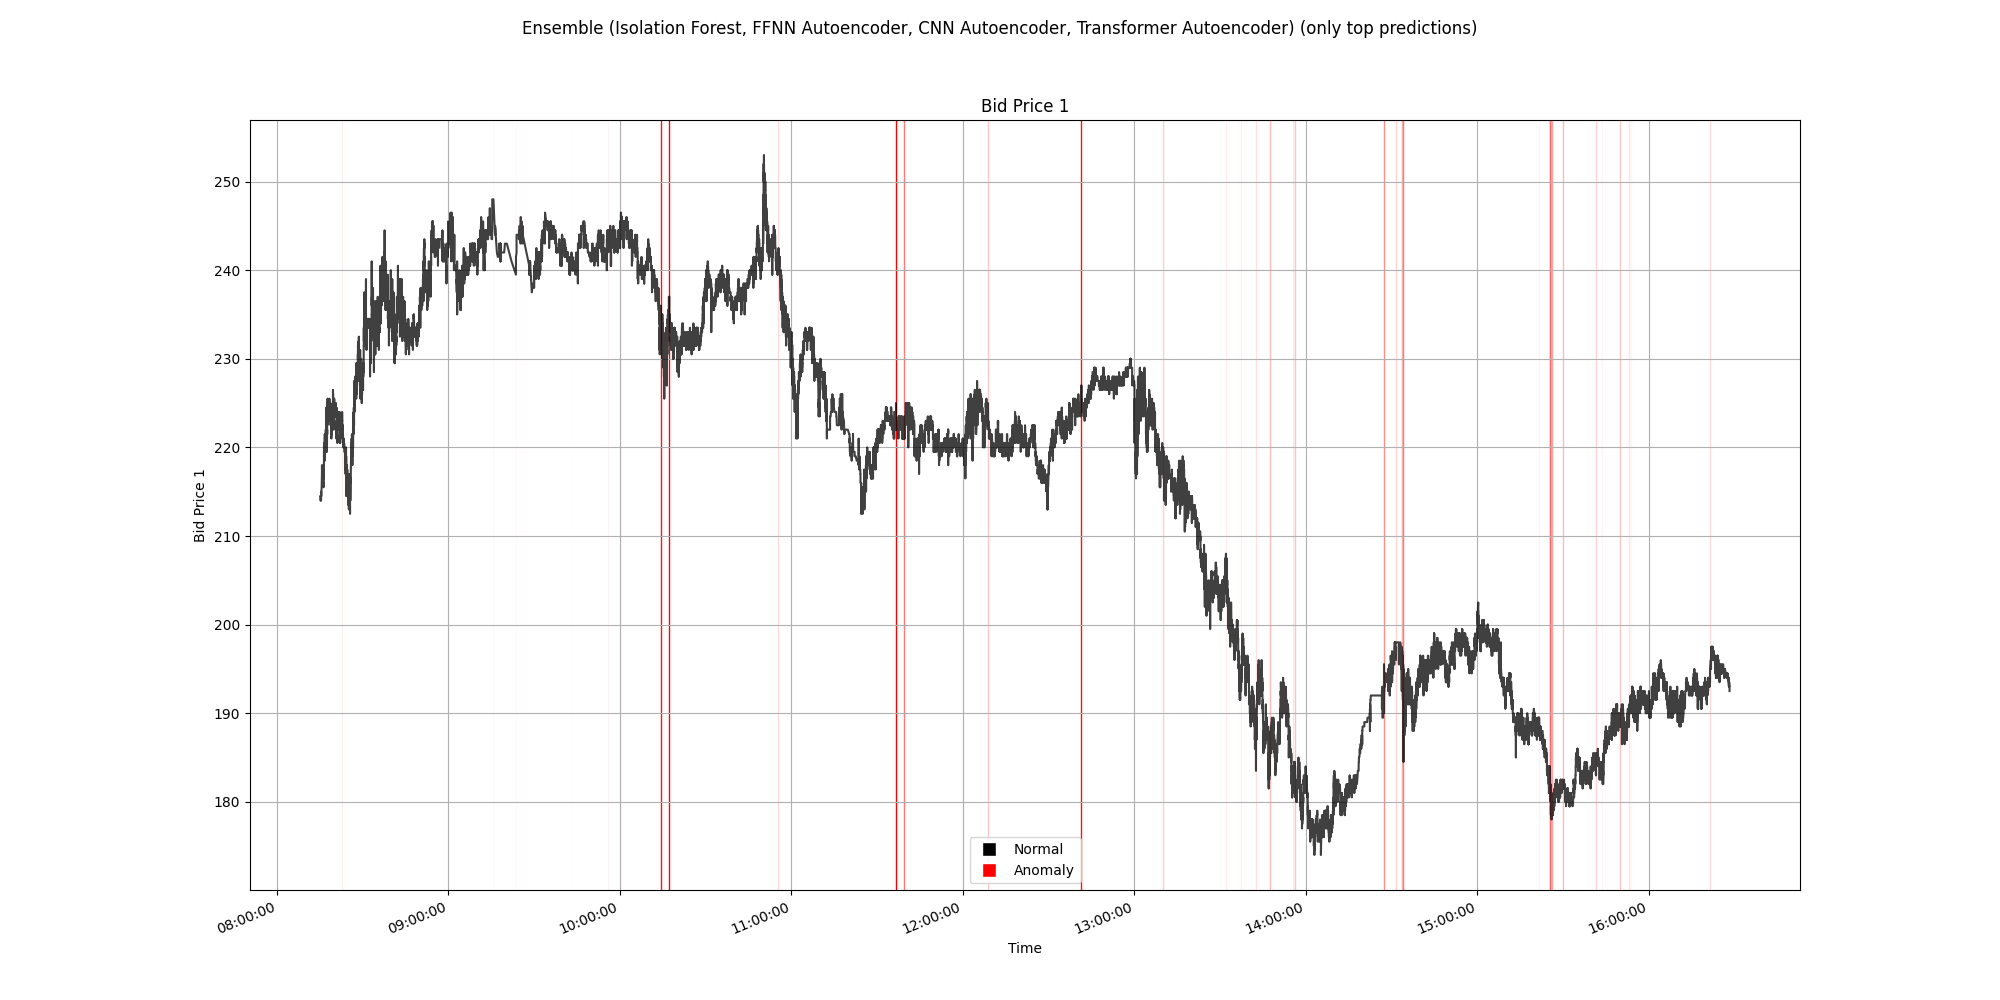 Ensemble (Isolation Forest, FFNN Autoencoder, CNN Autoencoder, Transformer Autoencoder) (only top predictions)
Bid Price 1
250
240
230
220
210
200
190
180
Bid Price 1
Normal
Anomaly
08:00:00 09:00:00 10:00:00 11:00:00 12:00:00 13:00:00 14:00:00 15:00:00 16:00:00
Time